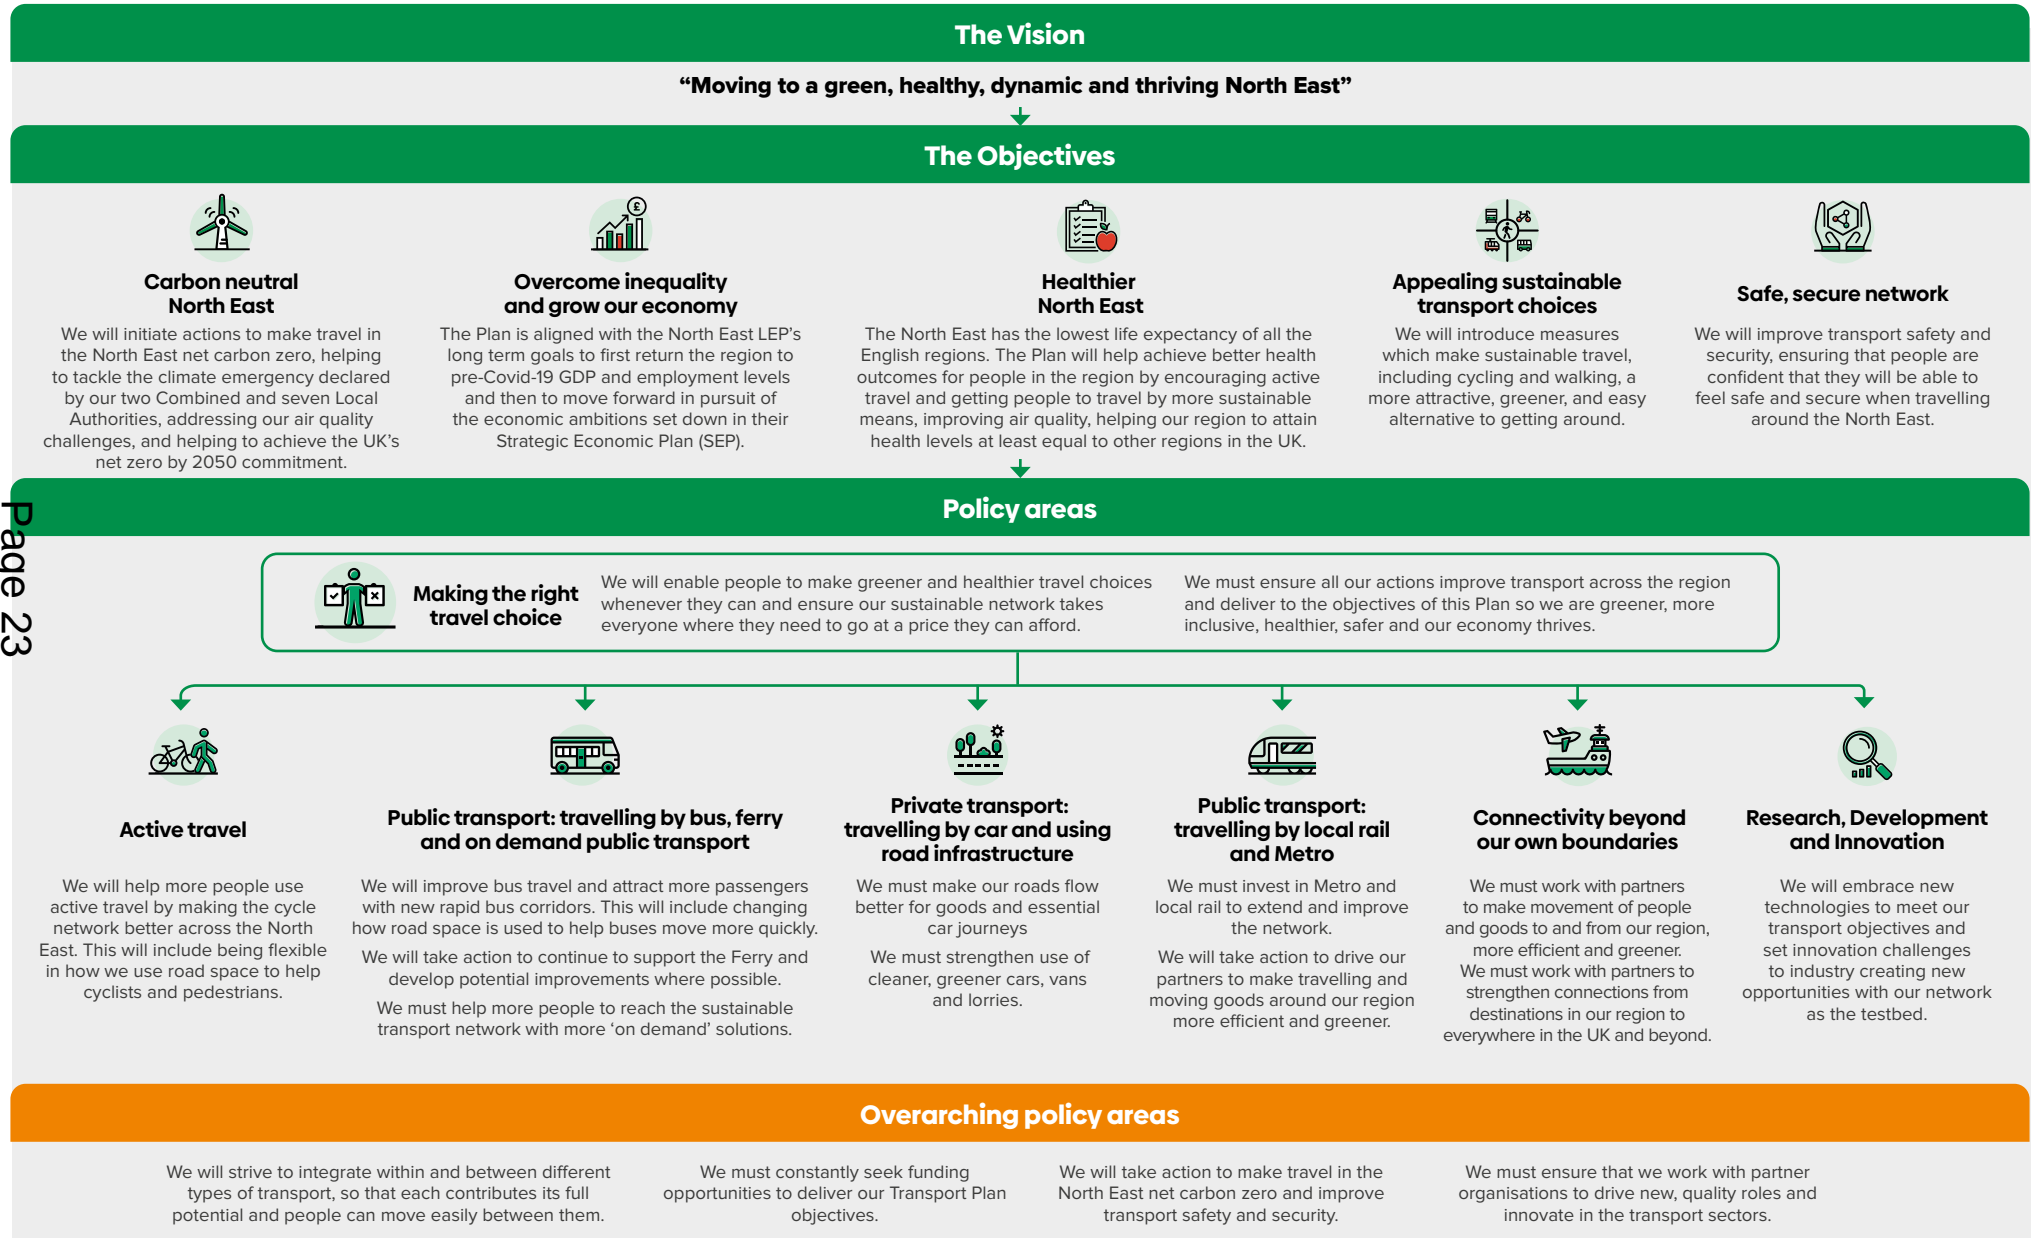 The Vision
“Moving to a green, healthy, dynamic and thriving North East”
The Objectives
Carbon neutral
North East
We will initiate actions to make travel in
the North East net carbon zero, helping
to tackle the climate emergency declared
by our two Combined and seven Local
Authorities, addressing our air quality
challenges, and helping to achieve the UK’s
net zero by 2050 commitment.
Overcome inequality
and grow our economy
The Plan is aligned with the North East LEP’s
long term goals to first return the region to
pre-Covid-19 GDP and employment levels
and then to move forward in pursuit of
the economic ambitions set down in their
Strategic Economic Plan (SEP).
Healthier
North East
The North East has the lowest life expectancy of all the
English regions. The Plan will help achieve better health
outcomes for people in the region by encouraging active
travel and getting people to travel by more sustainable
means, improving air quality, helping our region to attain
health levels at least equal to other regions in the UK.
Appealing sustainable
transport choices
We will introduce measures
which make sustainable travel,
including cycling and walking, a
more attractive, greener, and easy
alternative to getting around.
Safe, secure network
We will improve transport safety and
security, ensuring that people are
confident that they will be able to
feel safe and secure when travelling
around the North East.
Page 23
Policy areas
Making the right
travel choice
We will enable people to make greener and healthier travel choices
whenever they can and ensure our sustainable network takes
everyone where they need to go at a price they can afford.
We must ensure all our actions improve transport across the region
and deliver to the objectives of this Plan so we are greener, more
inclusive, healthier, safer and our economy thrives.
Active travel
We will help more people use
active travel by making the cycle
network better across the North
East. This will include being flexible
in how we use road space to help
cyclists and pedestrians.
Public transport: travelling by bus, ferry
and on demand public transport
We will improve bus travel and attract more passengers
with new rapid bus corridors. This will include changing
how road space is used to help buses move more quickly.
We will take action to continue to support the Ferry and
develop potential improvements where possible.
We must help more people to reach the sustainable
transport network with more ‘on demand’ solutions.
Private transport:
travelling by car and using
road infrastructure
We must make our roads flow
better for goods and essential
car journeys
We must strengthen use of
cleaner, greener cars, vans
and lorries.
Public transport:
travelling by local rail
and Metro
We must invest in Metro and
local rail to extend and improve
the network.
We will take action to drive our
partners to make travelling and
moving goods around our region
more efficient and greener.
Connectivity beyond
our own boundaries
We must work with partners
to make movement of people
and goods to and from our region,
more efficient and greener.
We must work with partners to
strengthen connections from
destinations in our region to
everywhere in the UK and beyond.
Research, Development
and Innovation
We will embrace new
technologies to meet our
transport objectives and
set innovation challenges
to industry creating new
opportunities with our network
as the testbed.
Overarching policy areas
We will strive to integrate within and between different
types of transport, so that each contributes its full
potential and people can move easily between them.
We must constantly seek funding
opportunities to deliver our Transport Plan
objectives.
We will take action to make travel in the
North East net carbon zero and improve
transport safety and security.
We must ensure that we work with partner
organisations to drive new, quality roles and
innovate in the transport sectors.